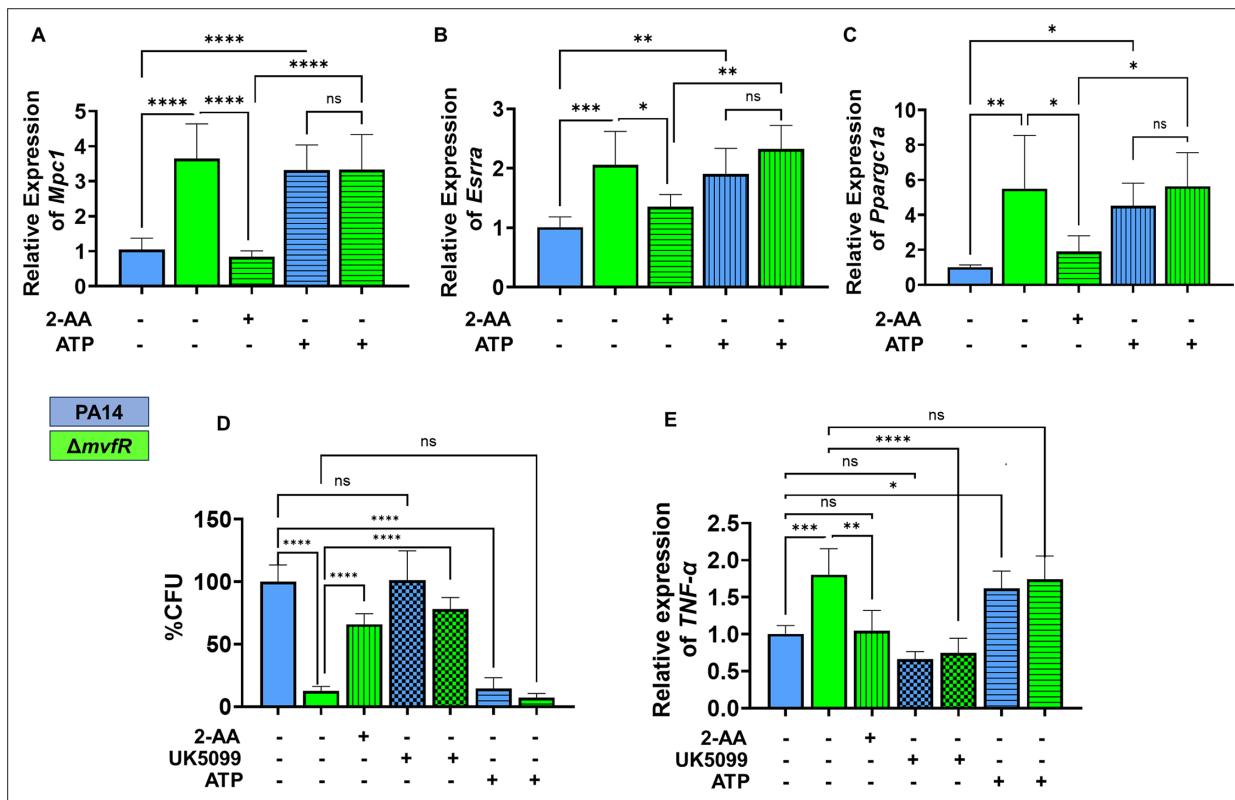 A
****
****
****
****
ns
Relative Expression
of Mpc1
5
4
3
2
1
0
2-AA - - + - -
ATP - - - + +
B
**
**
***
*
ns
Relative Expression
of Esrra
3
2
1
0
2-AA - - + - -
ATP - - - + +
C
*
*
**
*
ns
Relative Expression
of Ppargc1a
10
8
6
4
2
0
2-AA - - + - -
ATP - - - + +
PA14
ΔmvfR
D
ns
ns
****
****
****
****
%CFU
150
100
50
0
2-AA - - + - - - -
UK5099 - - - + + - -
ATP - - - - - + +
E
ns
****
ns
*
ns
***
**
Relative expression
of TNF-α
2.5
2.0
1.5
1.0
0.5
0.0
2-AA - - + - - - -
UK5099 - - - + + - -
ATP - - - - - + +